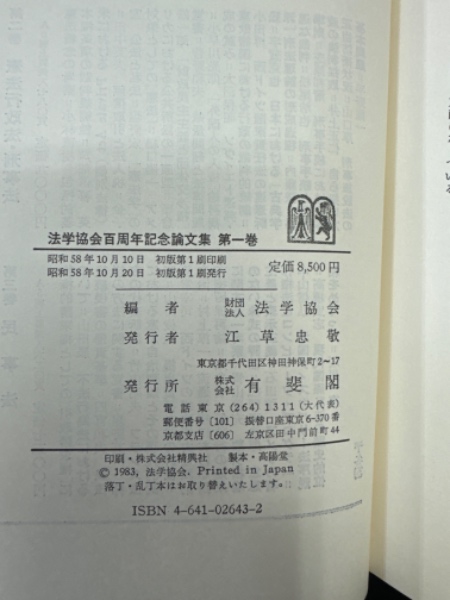 法学協会百周年記念論文集 第一巻
昭和58年10月10日 初版第1刷印刷
昭和58年10月20日 初版第1刷発行
定価8,500円
編者 財団法人 法学協会
発行者 江草忠敬
東京都千代田区神田神保町2~17
発行所 株式会社 有斐閣
電話 東京 (264) 1311 (大代表)
郵便番号 [101] 振替口座東京6-370番
京都支店 [606] 左京区田中門前町44
印刷・株式会社精興社 製本・高陽堂
© 1983, 法学協会. Printed in Japan
落丁・乱丁本はお取り替えいたします。
ISBN 4-641-02643-2